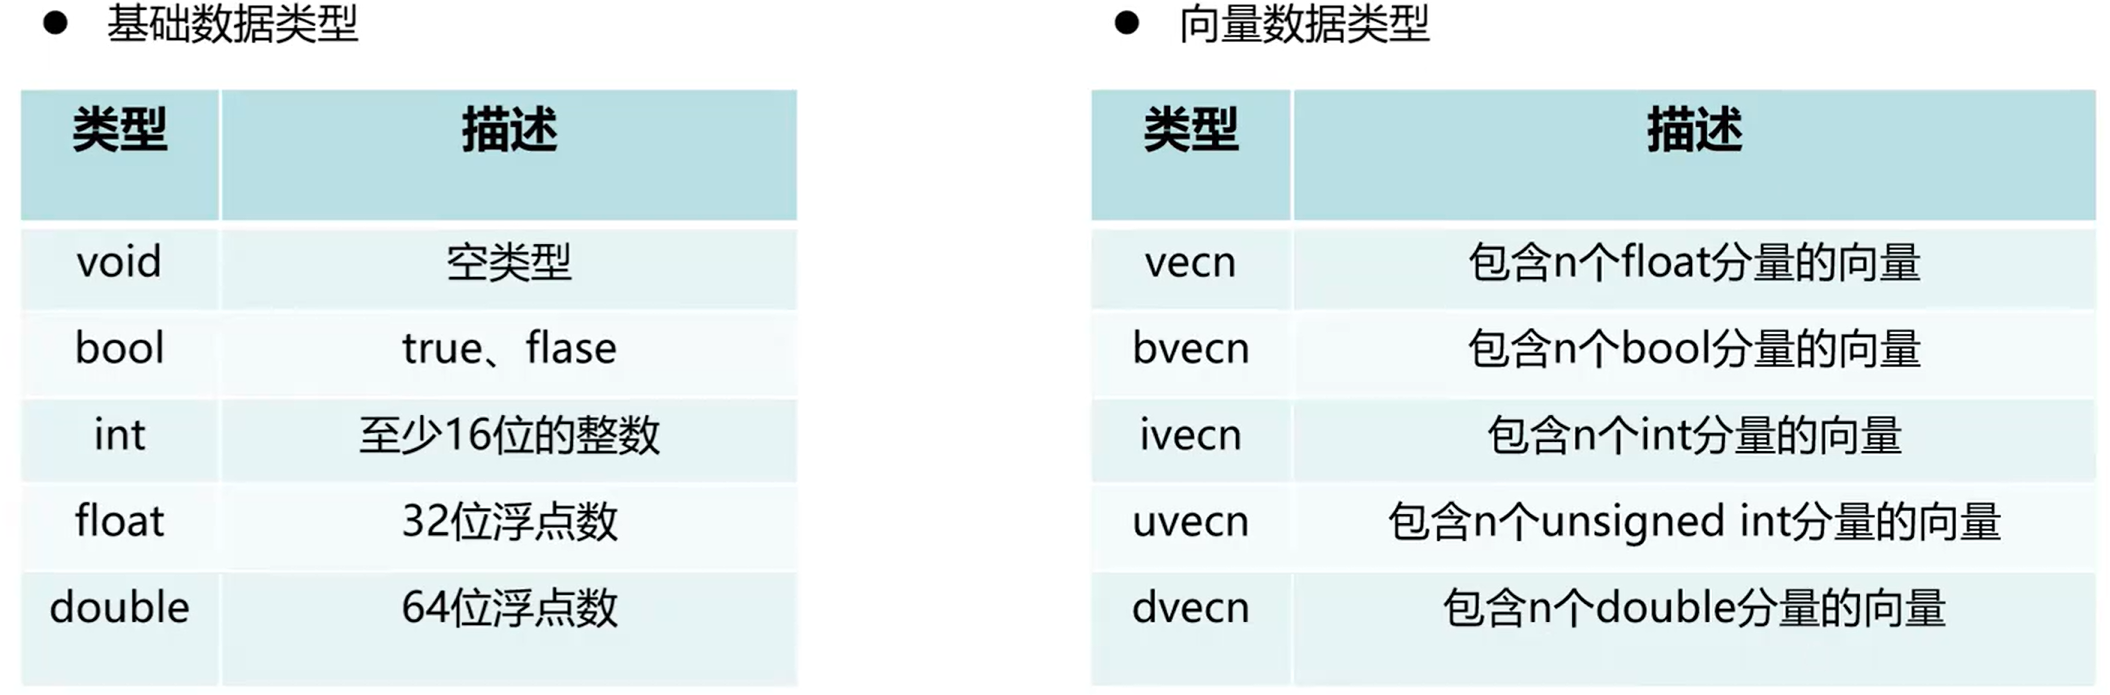 ● 基础数据类型
类型 描述
void 空类型
bool true、flase
int 至少16位的整数
float 32位浮点数
double 64位浮点数
● 向量数据类型
类型 描述
vecn 包含n个float分量的向量
bvecn 包含n个bool分量的向量
ivecn 包含n个int分量的向量
uvecn 包含n个unsigned int分量的向量
dvecn 包含n个double分量的向量